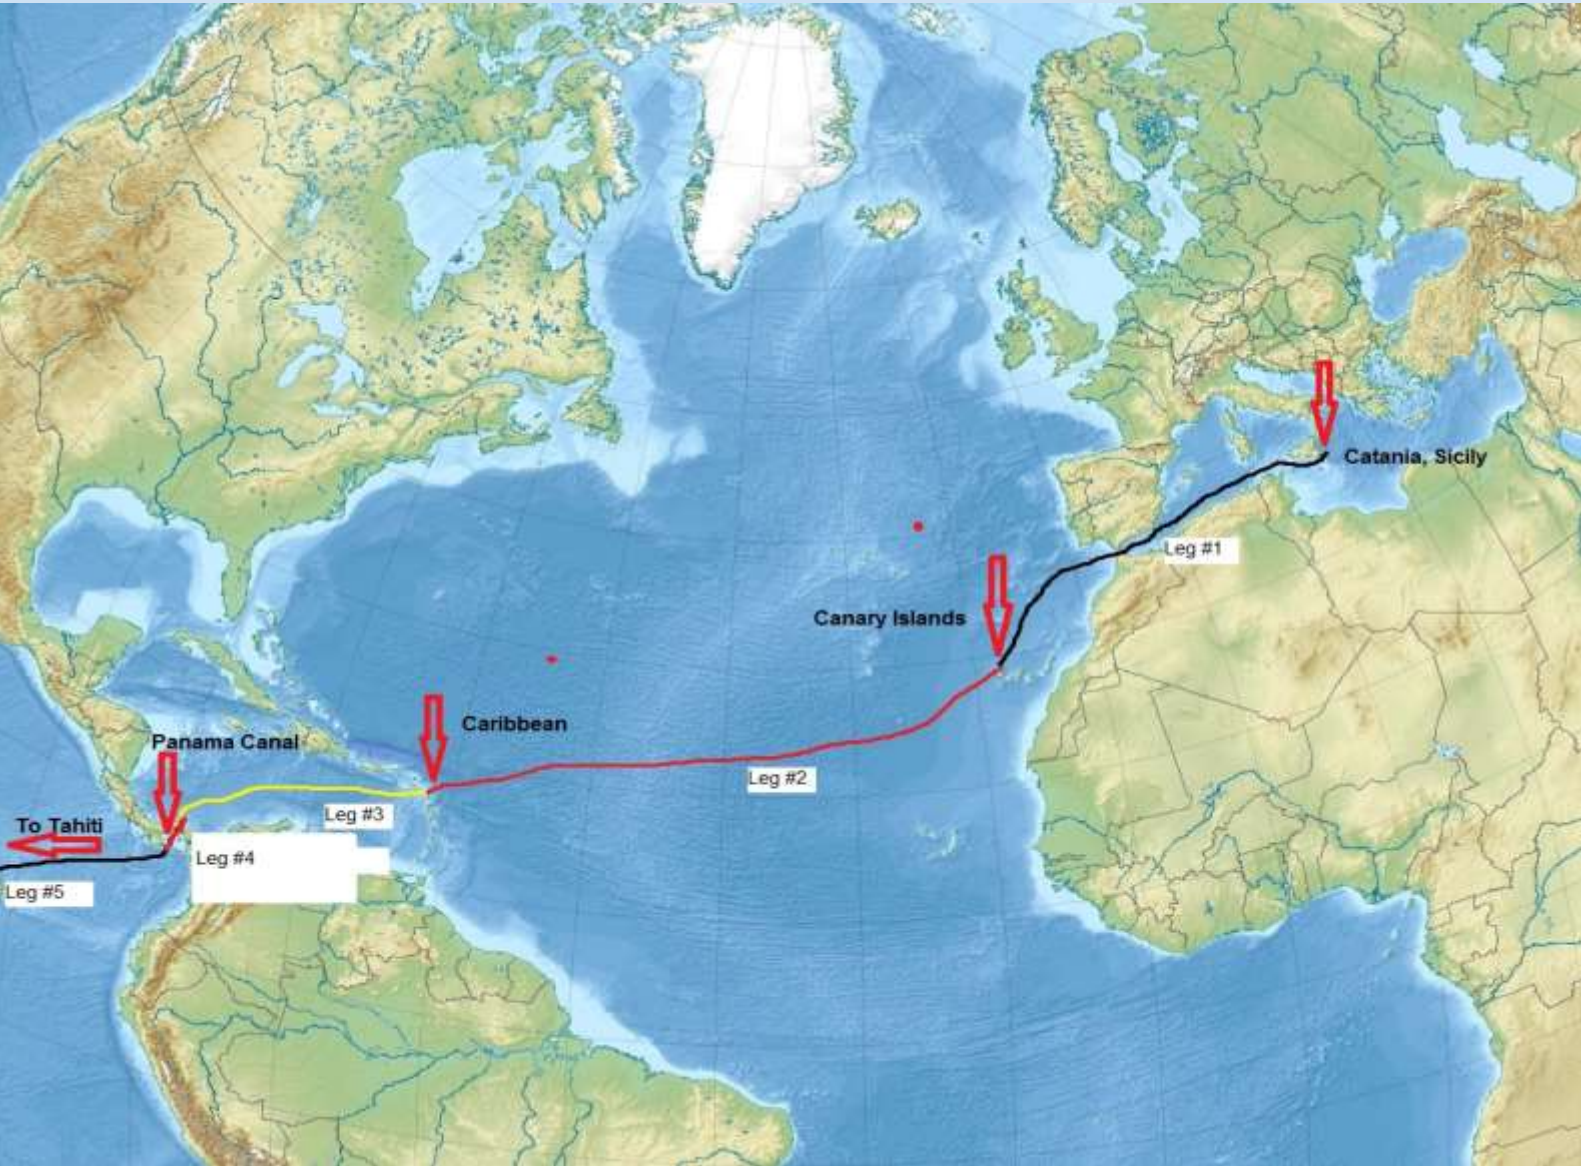 Catania, Sicily
Leg #1
Canary Islands
Caribbean
Panama Canal
Leg #2
Leg #3
To Tahiti
Leg #4
Leg #5